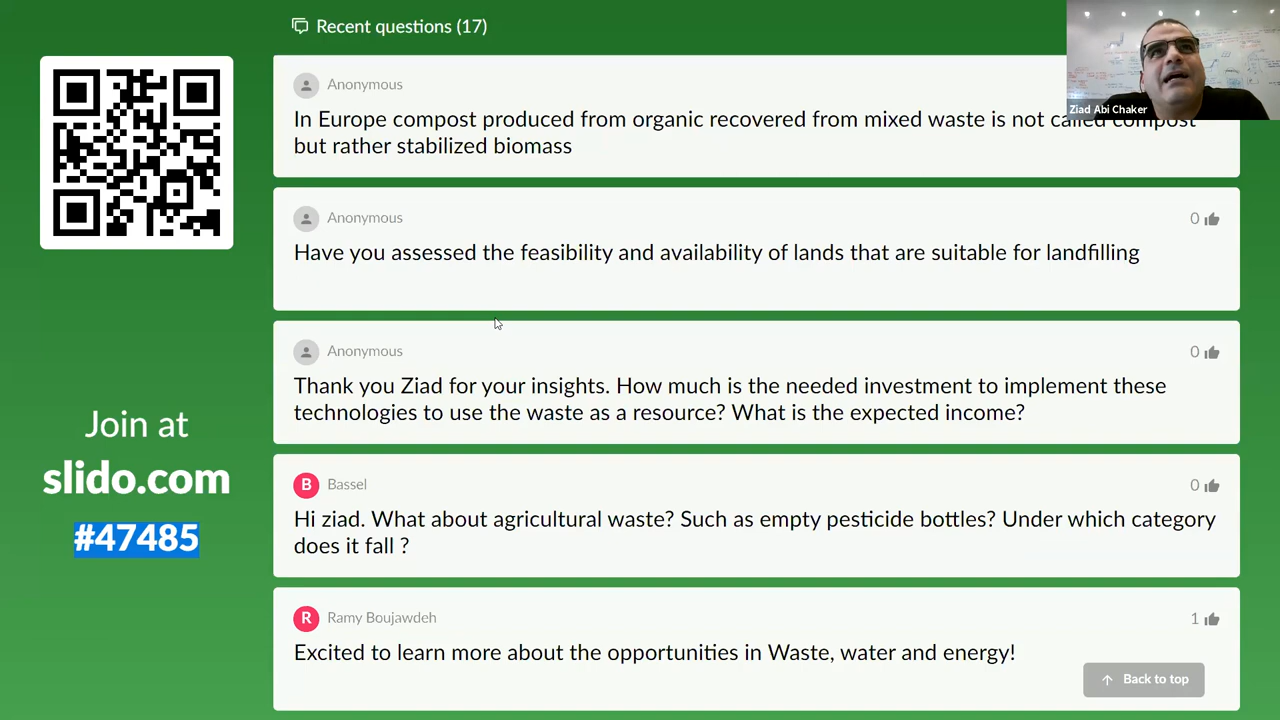 Recent questions (17)
Ziad Abi Chaker
Anonymous
In Europe compost produced from organic recovered from mixed waste is not called compost
but rather stabilized biomass
Anonymous
0
Have you assessed the feasibility and availability of lands that are suitable for landfilling
Anonymous
0
Thank you Ziad for your insights. How much is the needed investment to implement these
technologies to use the waste as a resource? What is the expected income?
B
Bassel
0
Hi ziad. What about agricultural waste? Such as empty pesticide bottles? Under which category
does it fall ?
R
Ramy Boujawdeh
1
Excited to learn more about the opportunities in Waste, water and energy!
Back to top
Join at
slido.com
#47485